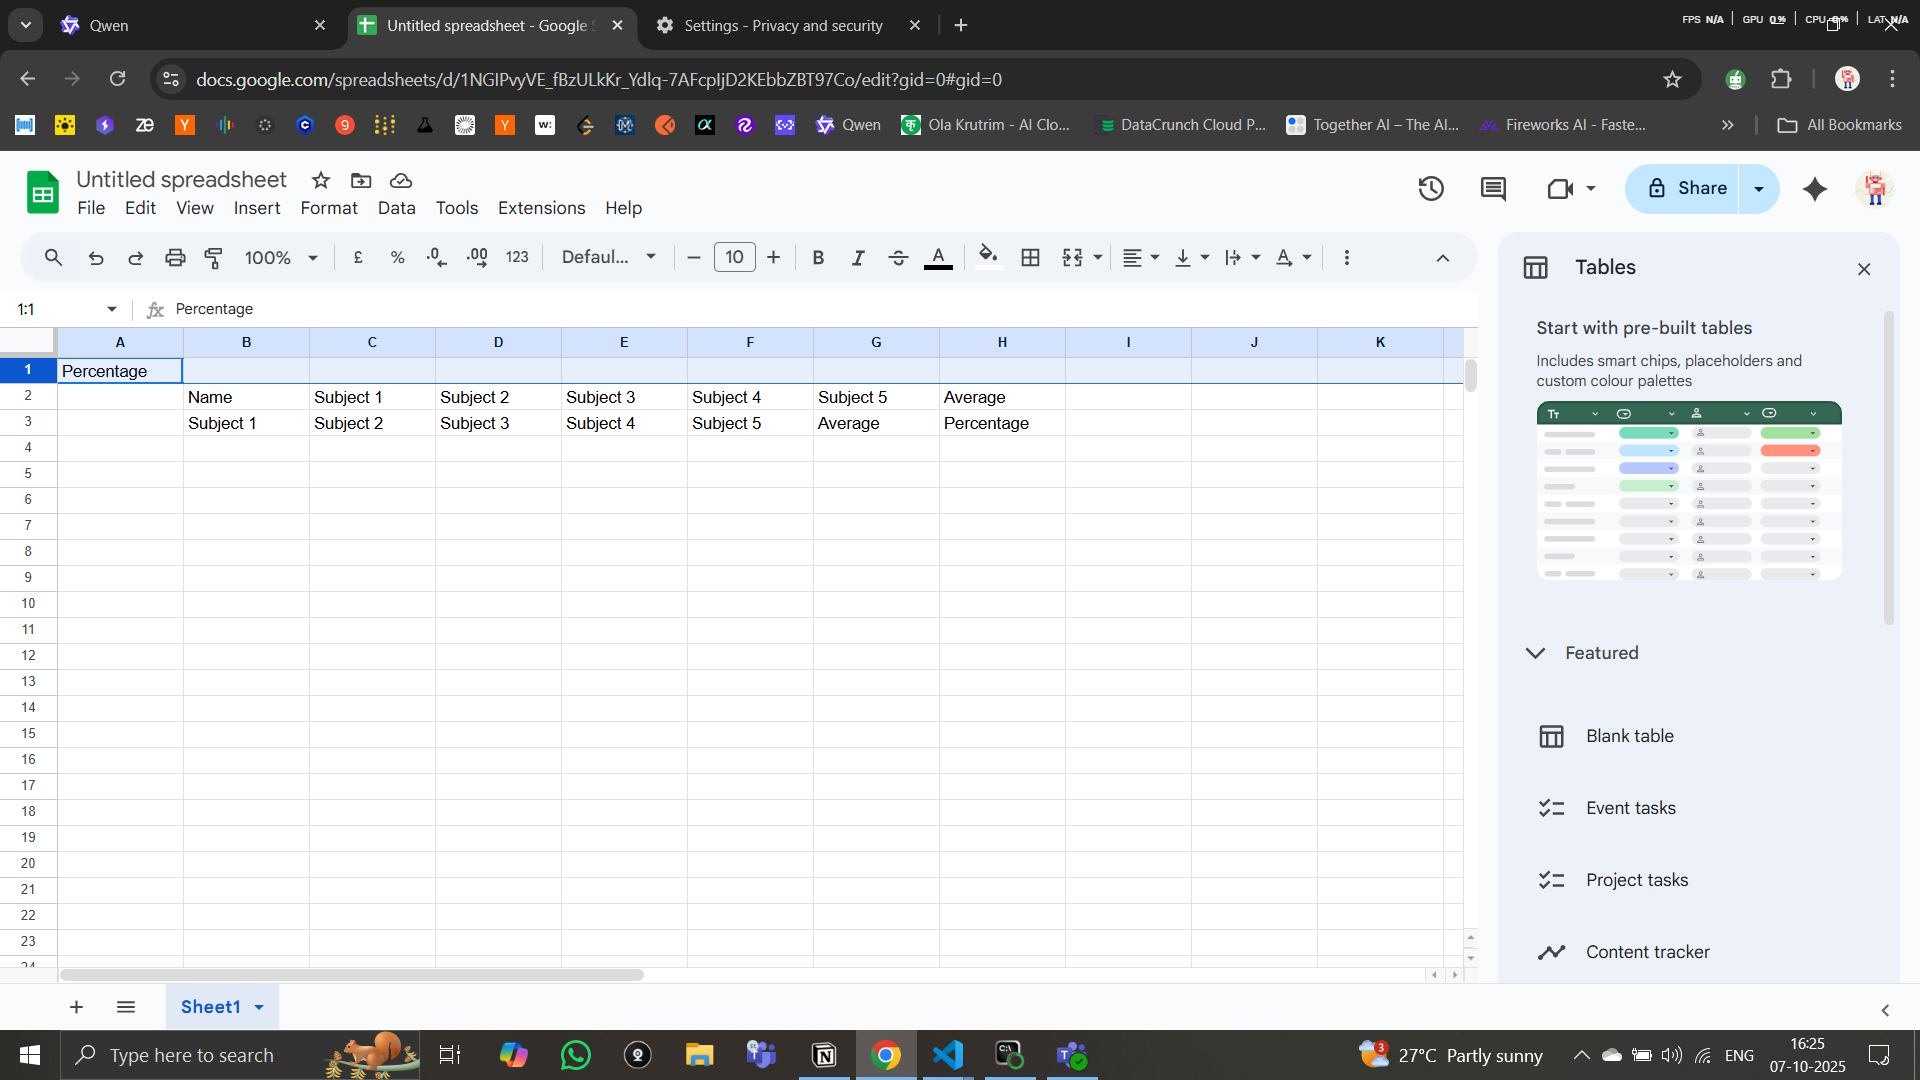 Qwen
Untitled spreadsheet - Google S
Settings - Privacy and security
FPS N/A
GPU 0%
CPU 0%
LAT N/A
docs.google.com/spreadsheets/d/1NGIPvyVE_fBzULkKr_Ydlq-7AFcpIjD2KEbbZBT97Co/edit?gid=0#gid=0
Qwen
Ola Krutrim - AI Clo...
DataCrunch Cloud P...
Together AI – The AI...
Fireworks AI - Faste...
All Bookmarks
Untitled spreadsheet
File Edit View Insert Format Data Tools Extensions Help
Share
100% £ % .0 .00 123 Defaul... 10 B I S A
1:1
fx Percentage
A B C D E F G H I J K
1 Percentage
2 Name Subject 1 Subject 2 Subject 3 Subject 4 Subject 5 Average
3 Subject 1 Subject 2 Subject 3 Subject 4 Subject 5 Average Percentage
4
5
6
7
8
9
10
11
12
13
14
15
16
17
18
19
20
21
22
23
24
Tables
Start with pre-built tables
Includes smart chips, placeholders and
custom colour palettes
Tт
Featured
Blank table
Event tasks
Project tasks
Content tracker
Sheet1
Type here to search
3
27°C Partly sunny
ENG
16:25
07-10-2025